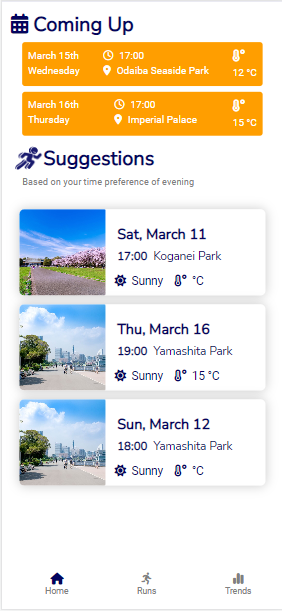 Coming Up
March 15th 17:00
Wednesday Odaiba Seaside Park 12 °C
March 16th 17:00
Thursday Imperial Palace 15 °C
Suggestions
Based on your time preference of evening
Sat, March 11
17:00 Koganei Park
Sunny °C
Thu, March 16
19:00 Yamashita Park
Sunny 15 °C
Sun, March 12
18:00 Yamashita Park
Sunny °C
Home Runs Trends